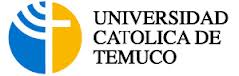 UNIVERSIDAD
CATOLICA DE
TEMUCO